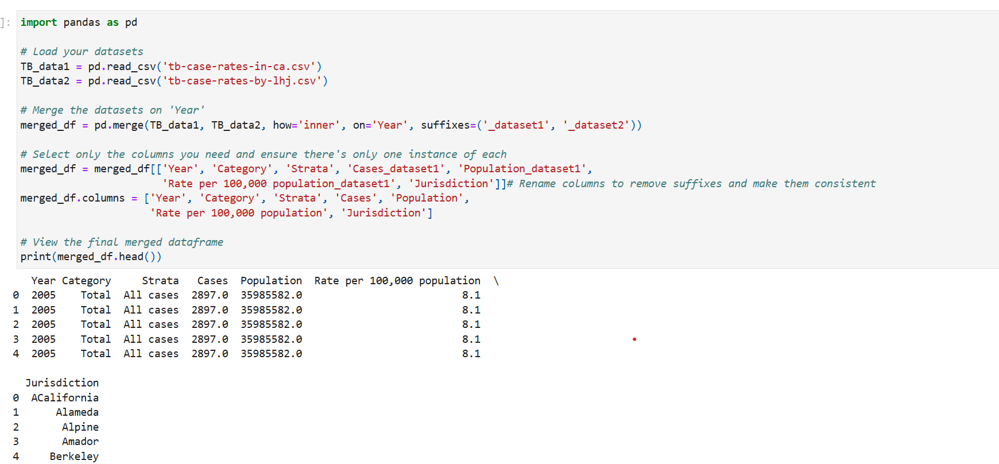 ]: import pandas as pd
# Load your datasets
TB_data1 = pd.read_csv('tb-case-rates-in-ca.csv')
TB_data2 = pd.read_csv('tb-case-rates-by-lhj.csv')
# Merge the datasets on 'Year'
merged_df = pd.merge(TB_data1, TB_data2, how='inner', on='Year', suffixes=('_dataset1', '_dataset2'))
# Select only the columns you need and ensure there's only one instance of each
merged_df = merged_df[['Year', 'Category', 'Strata', 'Cases_dataset1', 'Population_dataset1',
'Rate per 100,000 population_dataset1', 'Jurisdiction']]# Rename columns to remove suffixes and make them consistent
merged_df.columns = ['Year', 'Category', 'Strata', 'Cases', 'Population',
'Rate per 100,000 population', 'Jurisdiction']
# View the final merged dataframe
print(merged_df.head())
Year Category Strata Cases Population Rate per 100,000 population \
0 2005 Total All cases 2897.0 35985582.0 8.1
1 2005 Total All cases 2897.0 35985582.0 8.1
2 2005 Total All cases 2897.0 35985582.0 8.1
3 2005 Total All cases 2897.0 35985582.0 8.1
4 2005 Total All cases 2897.0 35985582.0 8.1
Jurisdiction
0 ACalifornia
1 Alameda
2 Alpine
3 Amador
4 Berkeley